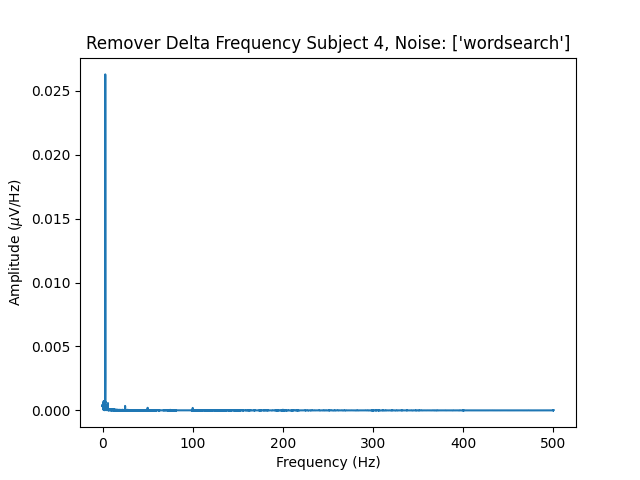 Remover Delta Frequency Subject 4, Noise: ['wordsearch']
Amplitude (μV/Hz)
0.025
0.020
0.015
0.010
0.005
0.000
0 100 200 300 400 500
Frequency (Hz)